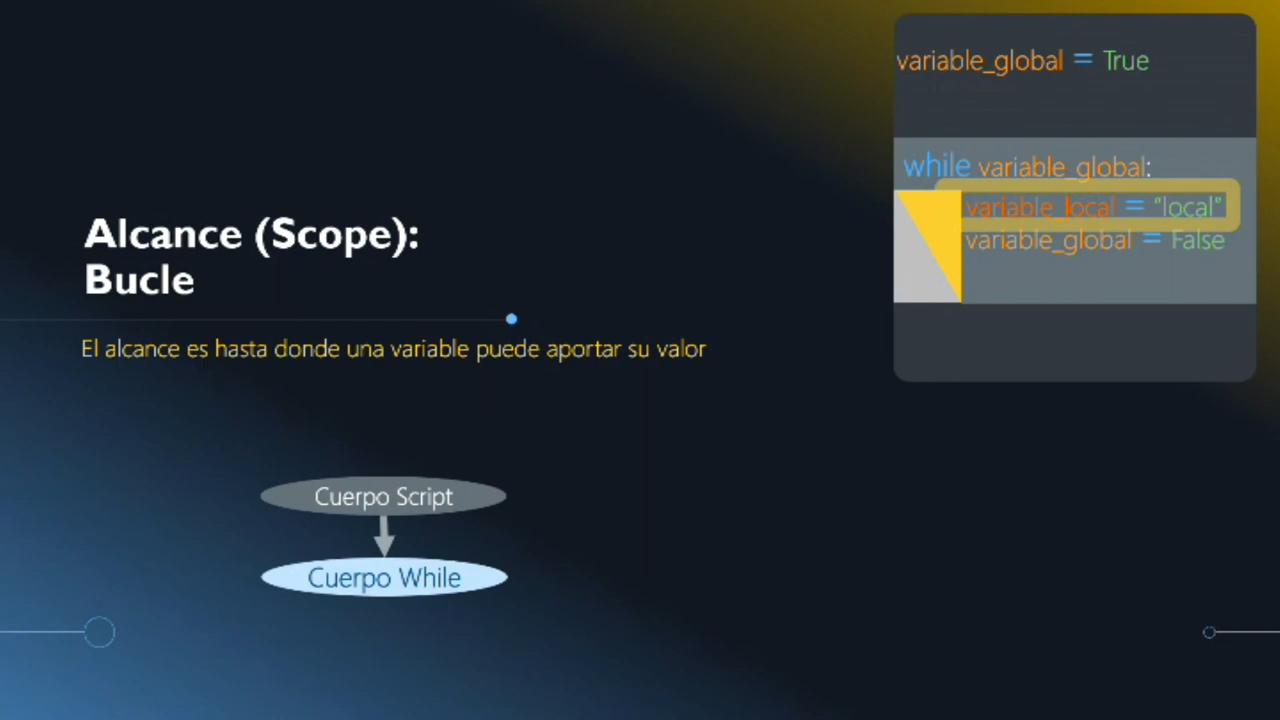 variable_global = True
while variable_global:
variable_local = "local"
variable_global = False
Alcance (Scope):
Bucle
El alcance es hasta donde una variable puede aportar su valor
Cuerpo Script
Cuerpo While